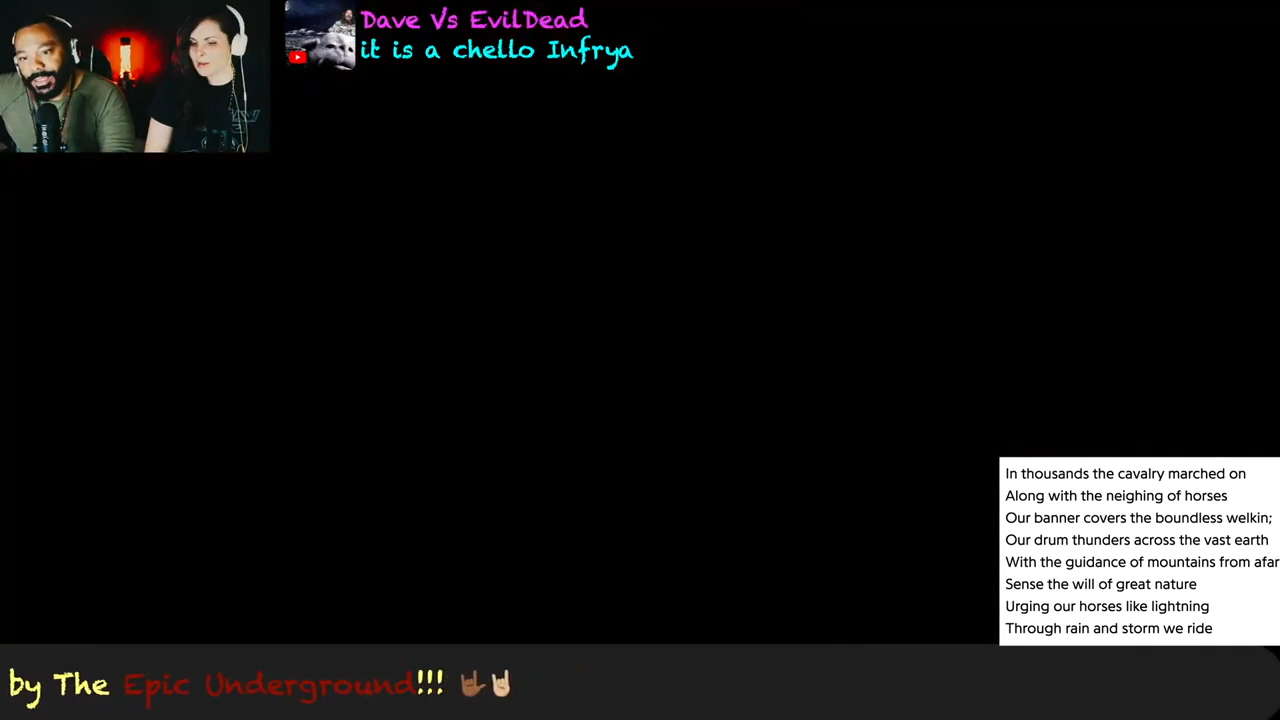 Dave Vs EvilDead
it is a chello Infrya
In thousands the cavalry marched on
Along with the neighing of horses
Our banner covers the boundless welkin;
Our drum thunders across the vast earth
With the guidance of mountains from afar
Sense the will of great nature
Urging our horses like lightning
Through rain and storm we ride
by The Epic Underground!!! 🤟🏾🤘🏼